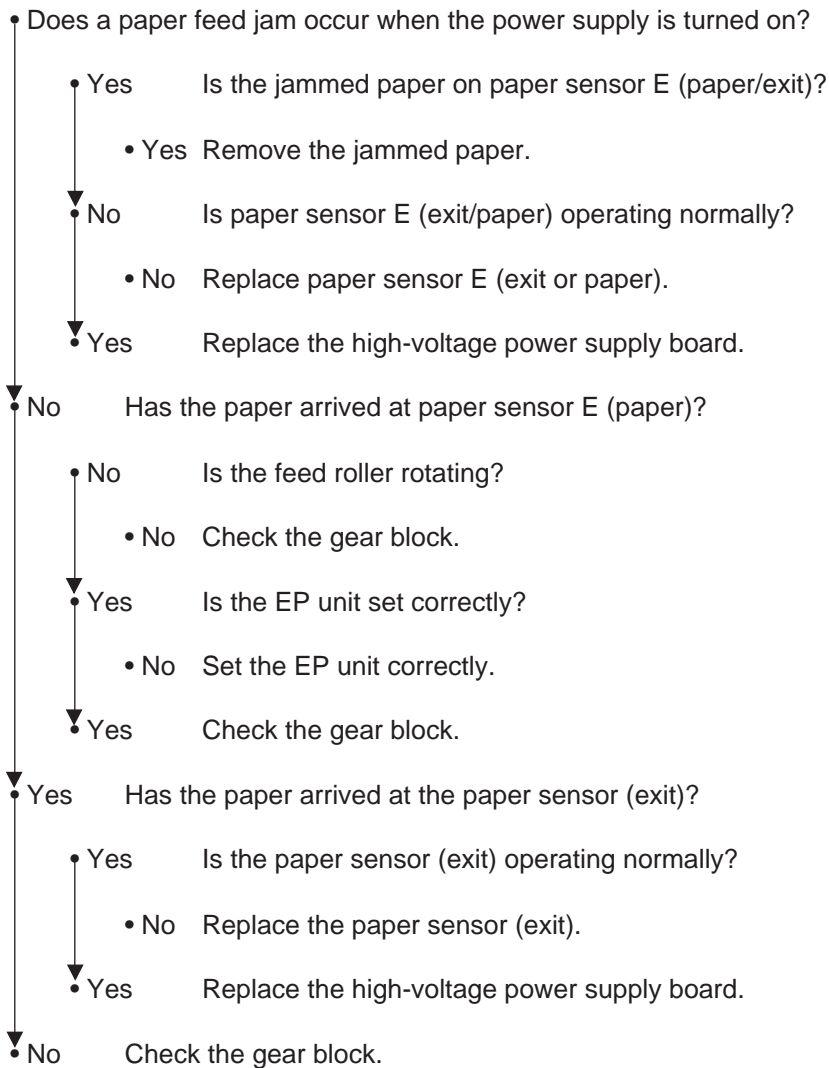 • Does a paper feed jam occur when the power supply is turned on?
• Yes Is the jammed paper on paper sensor E (paper/exit)?
• Yes Remove the jammed paper.
• No Is paper sensor E (exit/paper) operating normally?
• No Replace paper sensor E (exit or paper).
• Yes Replace the high-voltage power supply board.
• No Has the paper arrived at paper sensor E (paper)?
• No Is the feed roller rotating?
• No Check the gear block.
• Yes Is the EP unit set correctly?
• No Set the EP unit correctly.
• Yes Check the gear block.
• Yes Has the paper arrived at the paper sensor (exit)?
• Yes Is the paper sensor (exit) operating normally?
• No Replace the paper sensor (exit).
• Yes Replace the high-voltage power supply board.
• No Check the gear block.